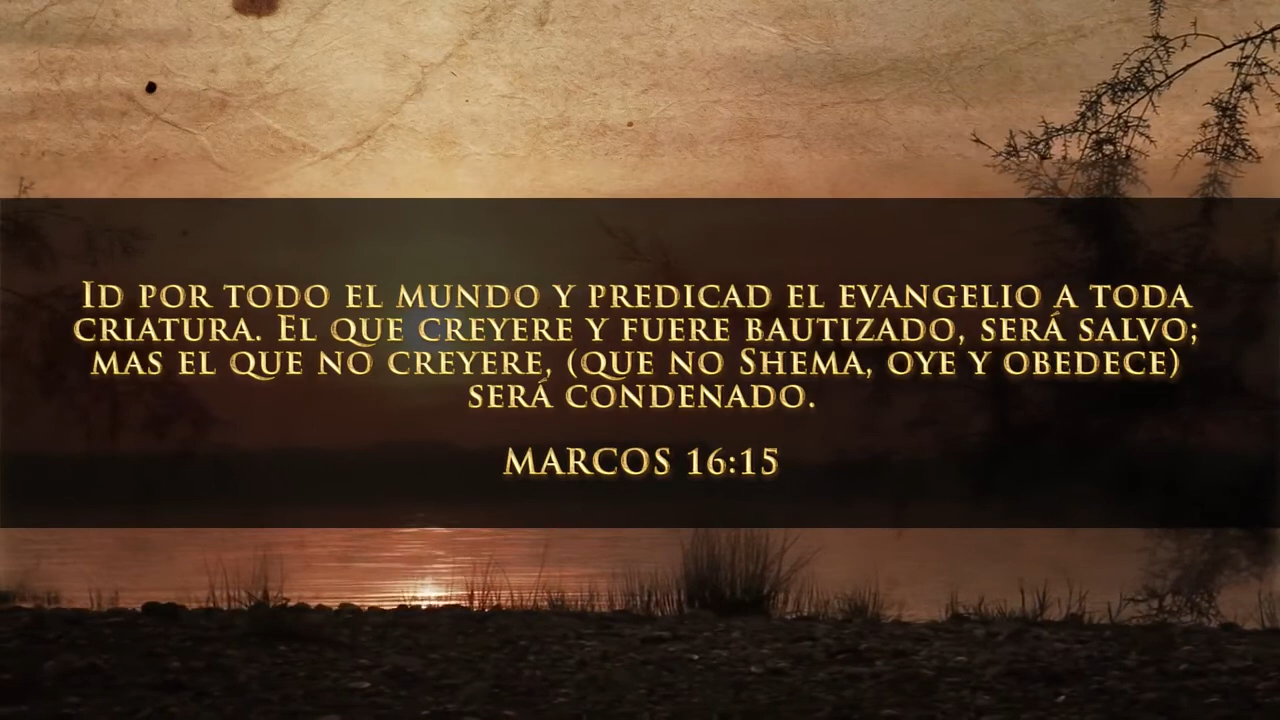 Id por todo el mundo y predicad el evangelio a toda
criatura. El que creyere y fuere bautizado, será salvo;
mas el que no creyere, (que no Shema, oye y obedece)
será condenado.
MARCOS 16:15